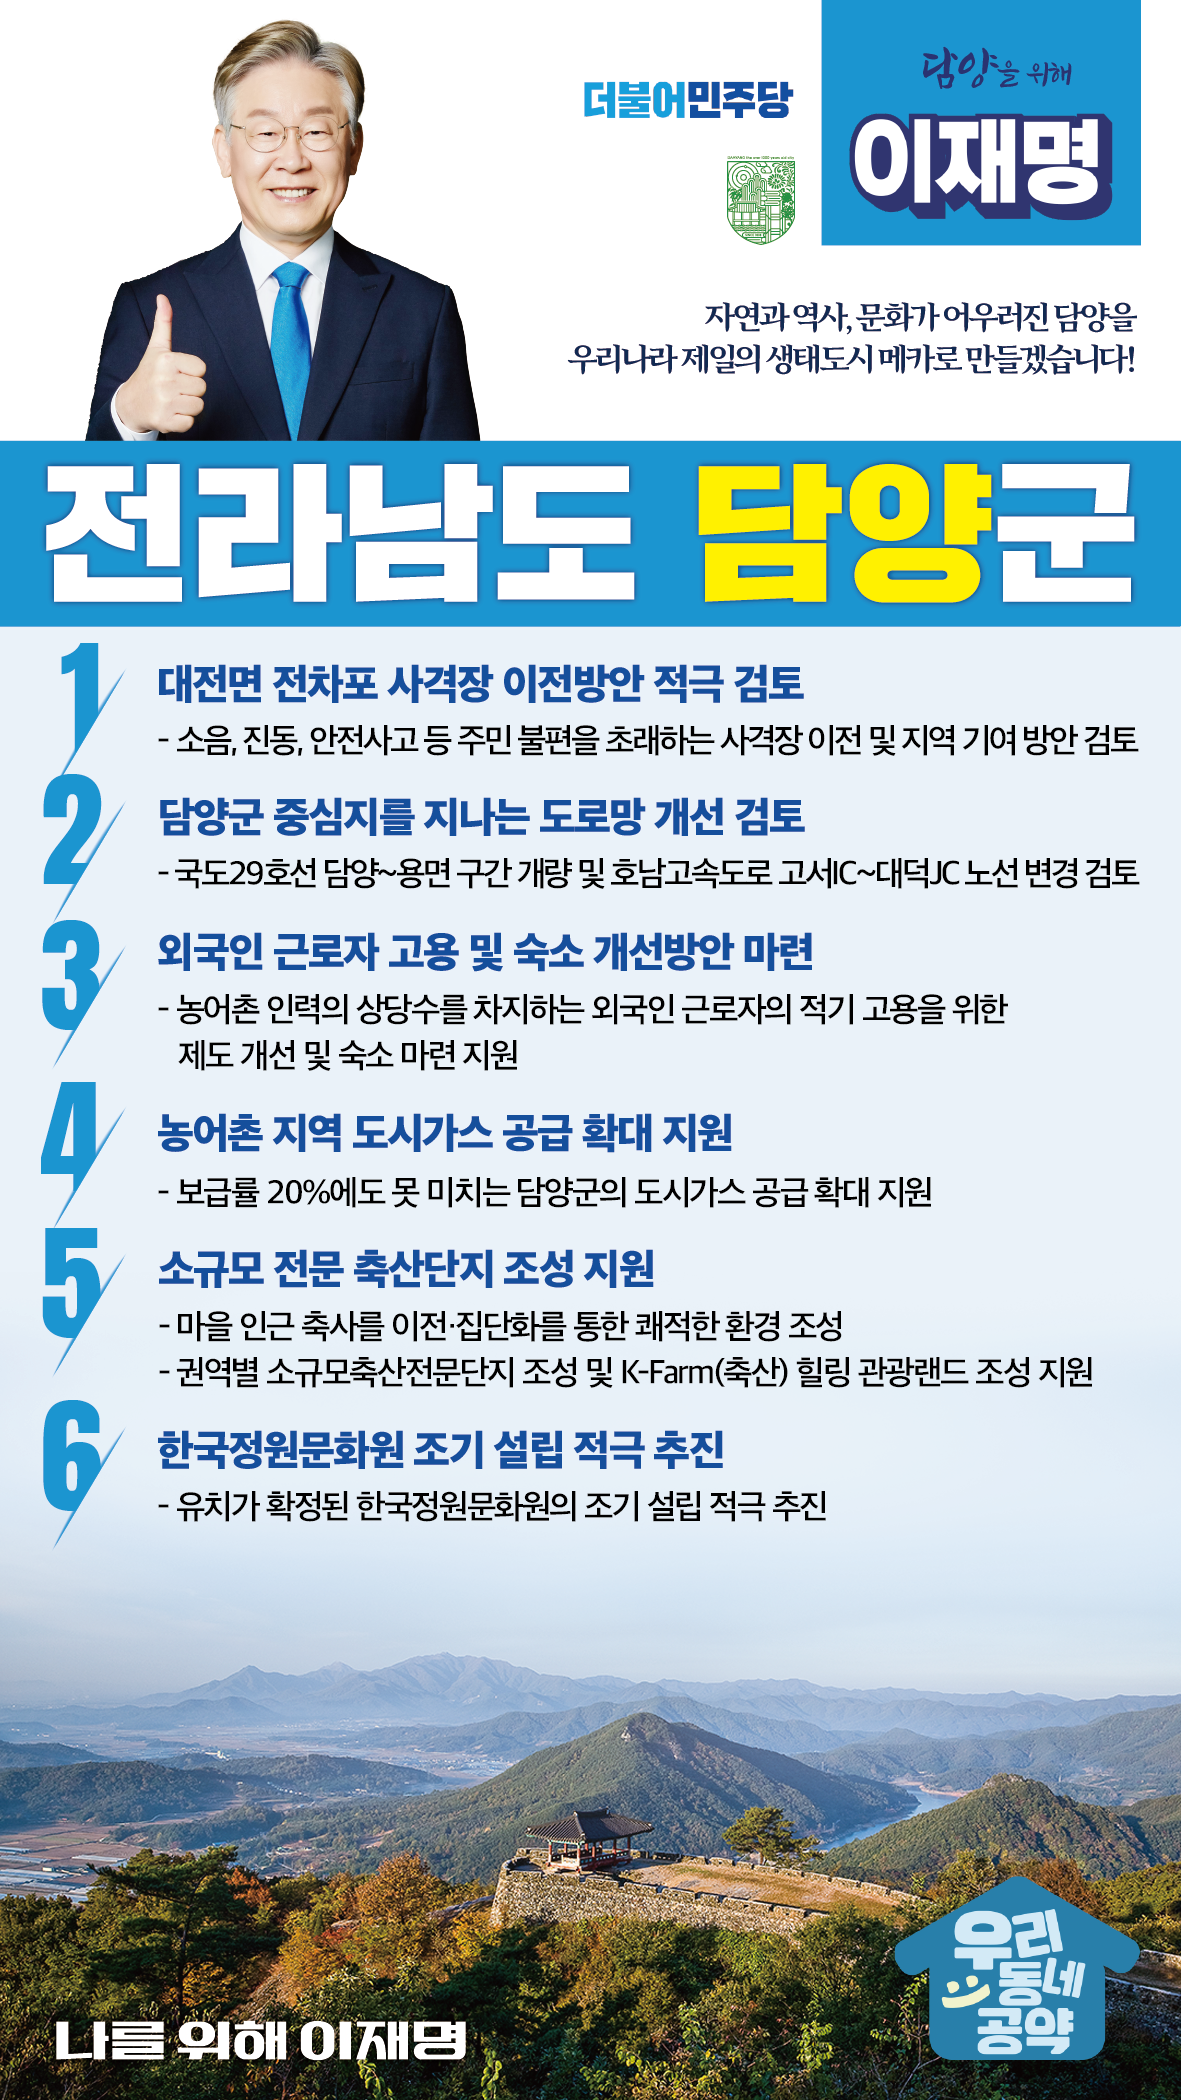 더불어민주당
담양을 위해
이재명
자연과 역사, 문화가 어우러진 담양을
우리나라 제일의 생태도시 메카로 만들겠습니다!
전라남도 담양군
1
대전면 전차포 사격장 이전방안 적극 검토
- 소음, 진동, 안전사고 등 주민 불편을 초래하는 사격장 이전 및 지역 기여 방안 검토
2
담양군 중심지를 지나는 도로망 개선 검토
- 국도29호선 담양~용면 구간 개량 및 호남고속도로 고서IC~대덕JC 노선 변경 검토
3
외국인 근로자 고용 및 숙소 개선방안 마련
- 농어촌 인력의 상당수를 차지하는 외국인 근로자의 적기 고용을 위한
제도 개선 및 숙소 마련 지원
4
농어촌 지역 도시가스 공급 확대 지원
- 보급률 20%에도 못 미치는 담양군의 도시가스 공급 확대 지원
5
소규모 전문 축산단지 조성 지원
- 마을 인근 축사를 이전·집단화를 통한 쾌적한 환경 조성
- 권역별 소규모축산전문단지 조성 및 K-Farm(축산) 힐링 관광랜드 조성 지원
6
한국정원문화원 조기 설립 적극 추진
- 유치가 확정된 한국정원문화원의 조기 설립 적극 추진
나를 위해 이재명
우리
동네
공약